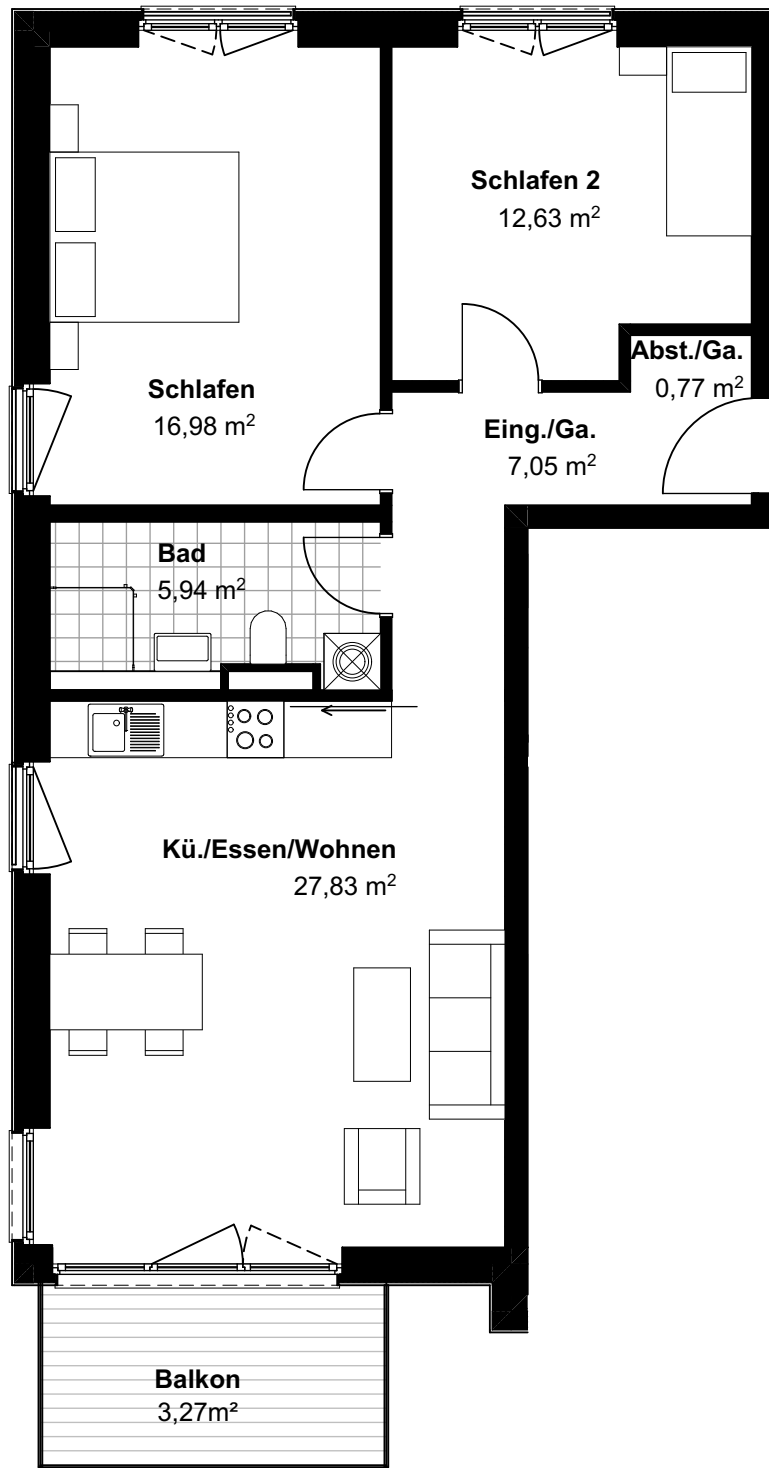 Schlafen 2
12,63 m²
Abst./Ga.
0,77 m²
Schlafen
16,98 m²
Eing./Ga.
7,05 m²
Bad
5,94 m²
Kü./Essen/Wohnen
27,83 m²
Balkon
3,27m²